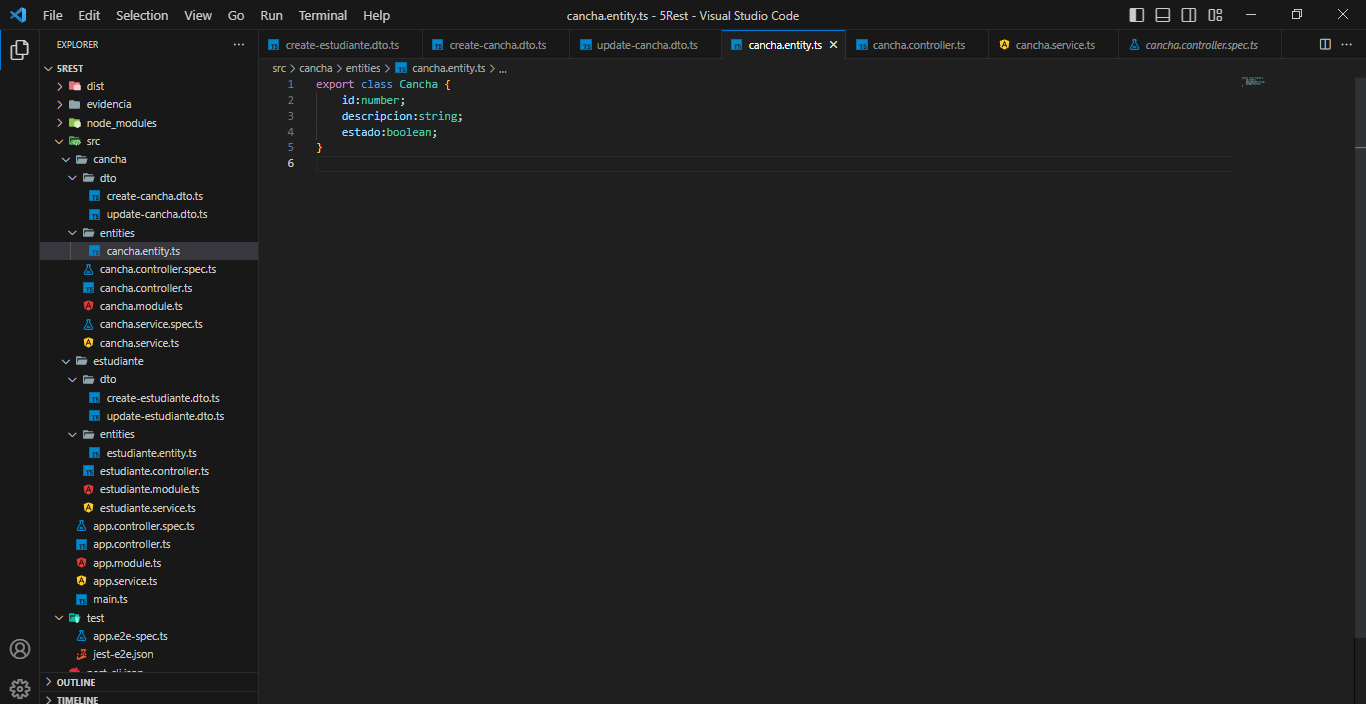 File Edit Selection View Go Run Terminal Help
cancha.entity.ts - 5Rest - Visual Studio Code
EXPLORER
5REST
dist
evidencia
node_modules
src
cancha
dto
create-cancha.dto.ts
update-cancha.dto.ts
entities
cancha.entity.ts
cancha.controller.spec.ts
cancha.controller.ts
cancha.module.ts
cancha.service.spec.ts
cancha.service.ts
estudiante
dto
create-estudiante.dto.ts
update-estudiante.dto.ts
entities
estudiante.entity.ts
estudiante.controller.ts
estudiante.module.ts
estudiante.service.ts
app.controller.spec.ts
app.controller.ts
app.module.ts
app.service.ts
main.ts
test
app.e2e-spec.ts
jest-e2e.json
nest-cli.json
OUTLINE
TIMELINE
create-estudiante.dto.ts create-cancha.dto.ts update-cancha.dto.ts cancha.entity.ts cancha.controller.ts cancha.service.ts cancha.controller.spec.ts
src > cancha > entities > cancha.entity.ts > ...
1 export class Cancha {
2 id:number;
3 descripcion:string;
4 estado:boolean;
5 }
6